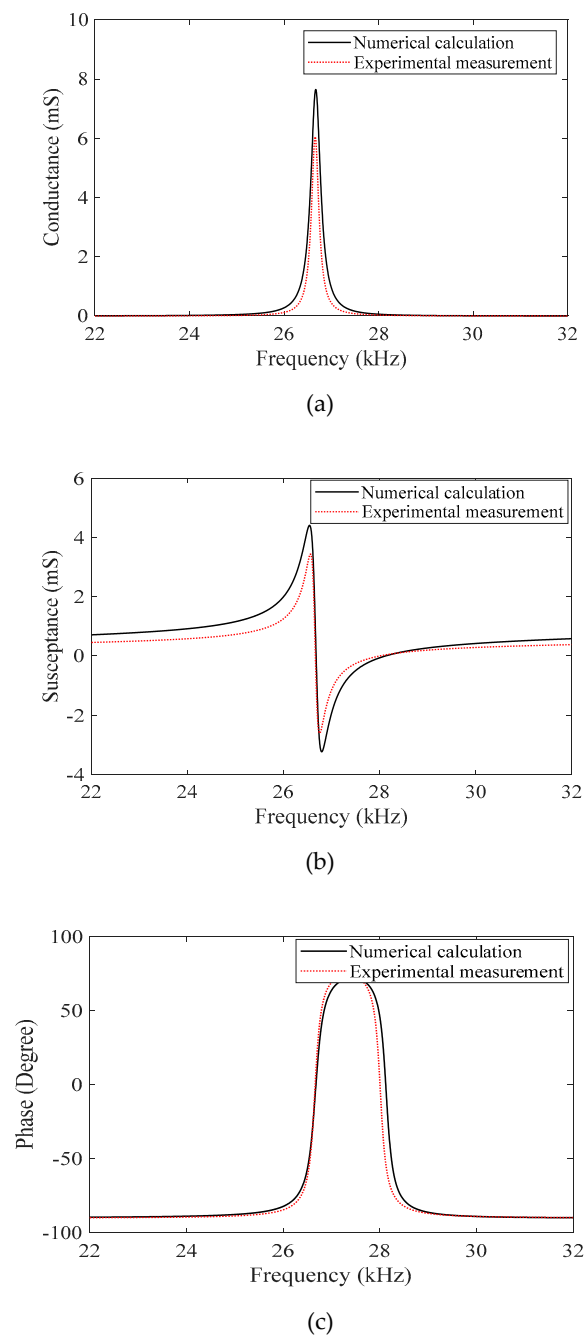 10
Numerical calculation
Experimental measurement
8
6
4
2
0
Conductance (mS)
22 24 26 28 30 32
Frequency (kHz)
(a)
6
Numerical calculation
Experimental measurement
4
2
0
-2
-4
Susceptance (mS)
22 24 26 28 30 32
Frequency (kHz)
(b)
100
Numerical calculation
Experimental measurement
50
0
-50
-100
Phase (Degree)
22 24 26 28 30 32
Frequency (kHz)
(c)